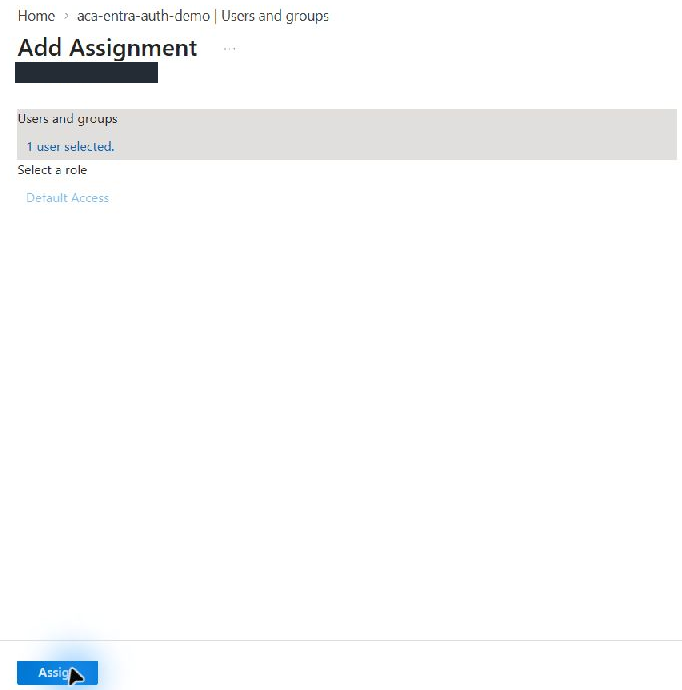 Home > aca-entra-auth-demo | Users and groups
Add Assignment ...
Users and groups
1 user selected.
Select a role
Default Access
Assign